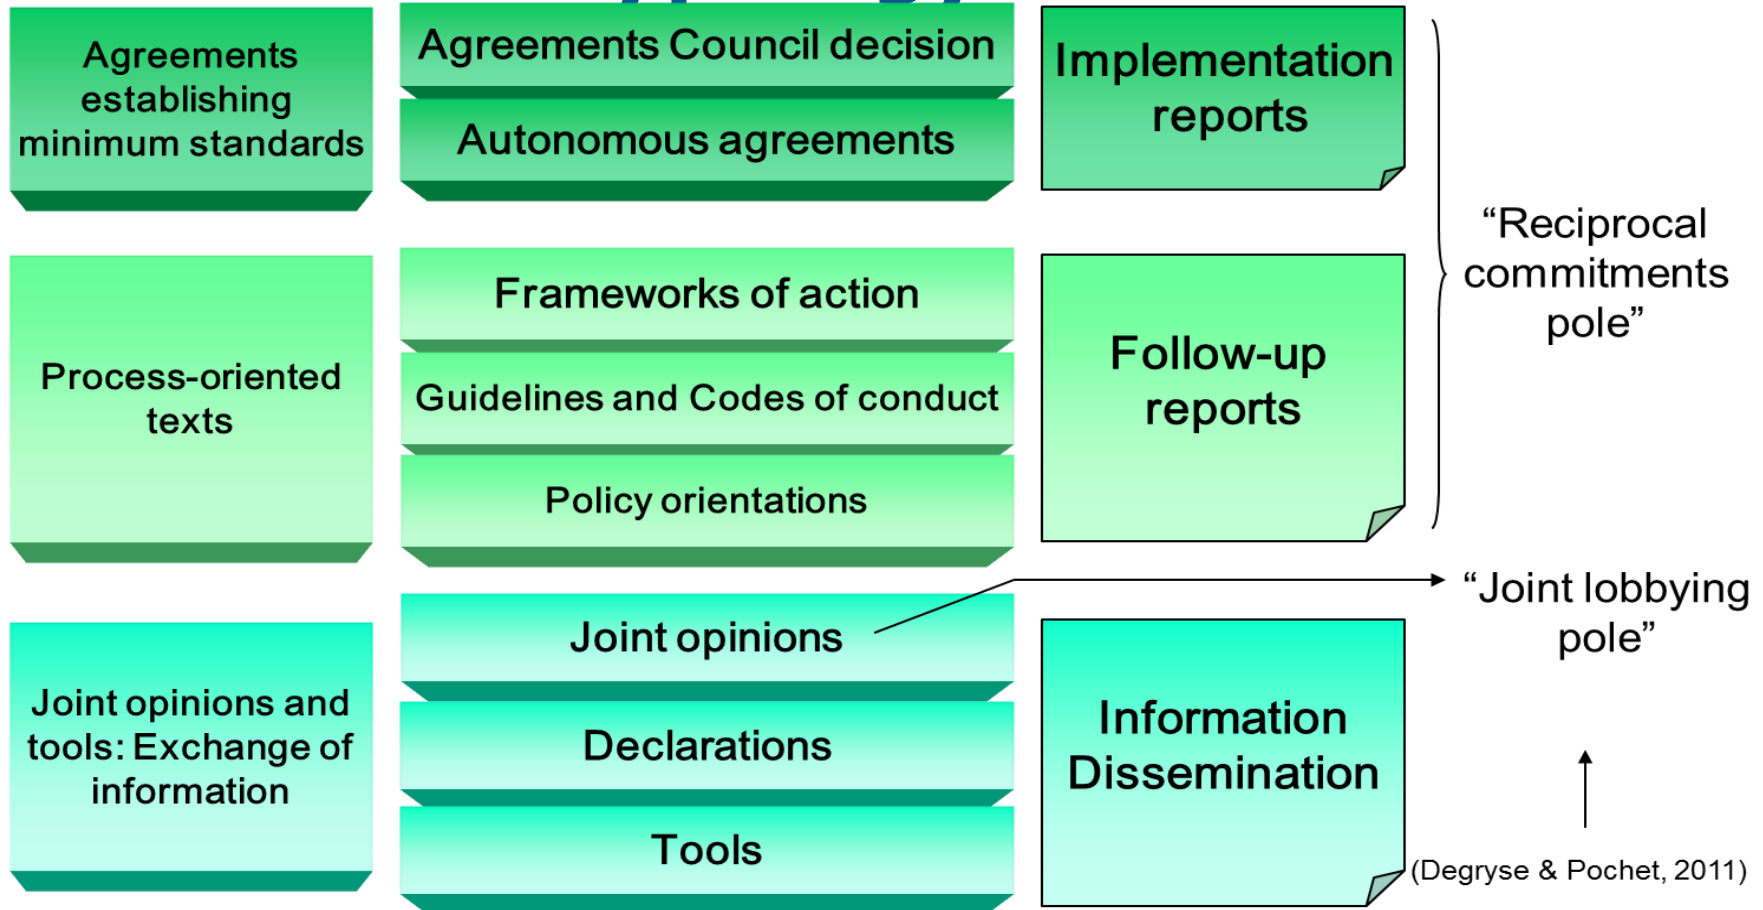 Agreements
establishing
minimum standards
Agreements Council decision
Autonomous agreements
Implementation
reports
Process-oriented
texts
Frameworks of action
Guidelines and Codes of conduct
Policy orientations
Follow-up
reports
“Reciprocal
commitments
pole”
Joint opinions and
tools: Exchange of
information
Joint opinions
Declarations
Tools
Information
Dissemination
“Joint lobbying
pole”
(Degryse & Pochet, 2011)